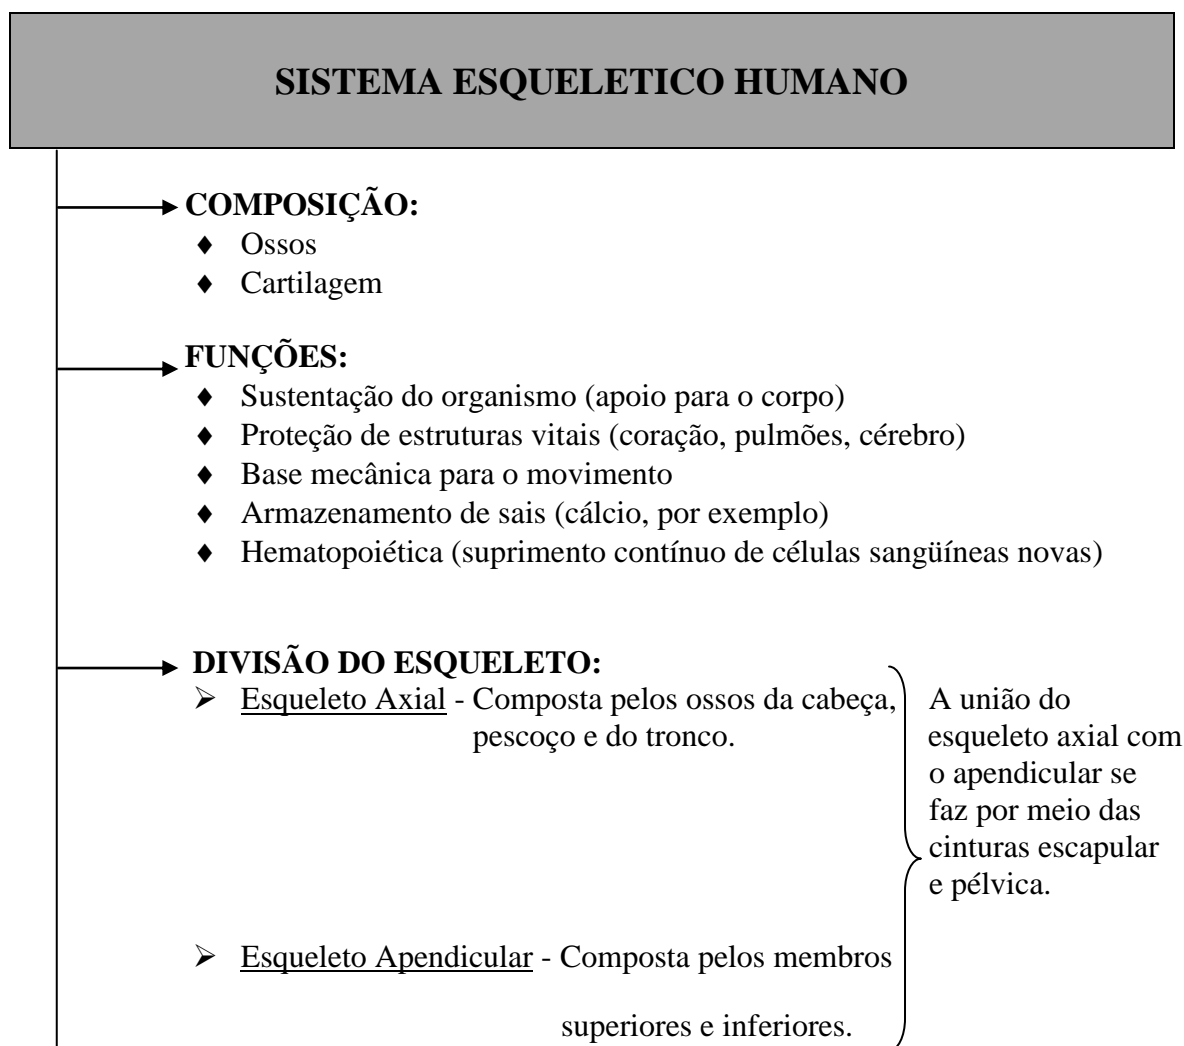 SISTEMA ESQUELETICO HUMANO
COMPOSIÇÃO:
♦ Ossos
♦ Cartilagem
FUNÇÕES:
♦ Sustentação do organismo (apoio para o corpo)
♦ Proteção de estruturas vitais (coração, pulmões, cérebro)
♦ Base mecânica para o movimento
♦ Armazenamento de sais (cálcio, por exemplo)
♦ Hematopoiética (suprimento contínuo de células sangüíneas novas)
DIVISÃO DO ESQUELETO:
➢ Esqueleto Axial - Composta pelos ossos da cabeça,
pescoço e do tronco.
➢ Esqueleto Apendicular - Composta pelos membros
superiores e inferiores.
A união do
esqueleto axial com
o apendicular se
faz por meio das
cinturas escapular
e pélvica.